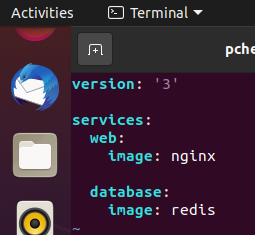 Activities Terminal
pche
version: '3'
services:
  web:
    image: nginx
  database:
    image: redis
~